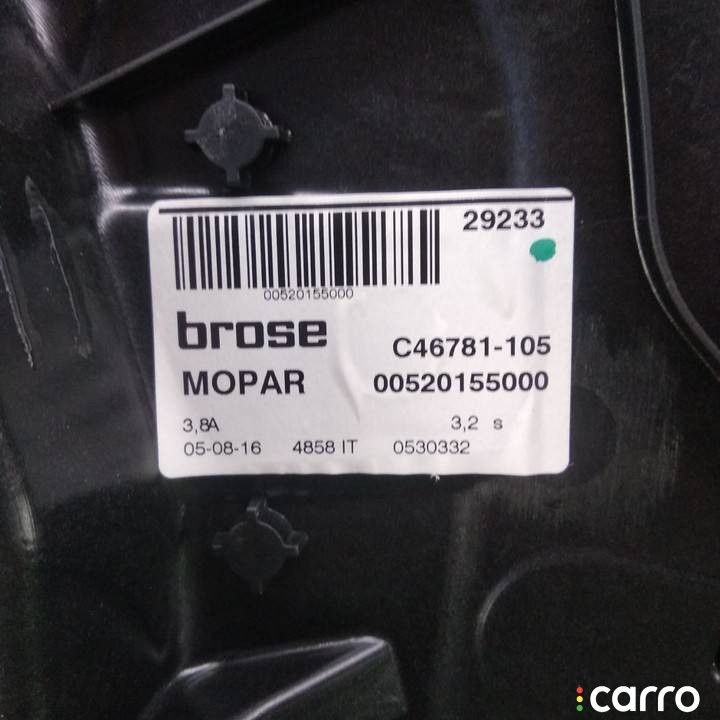 29233
00520155000
brose
C46781-105
MOPAR 00520155000
3,8A 3,2 s
05-08-16 4858 IT 0530332
carro